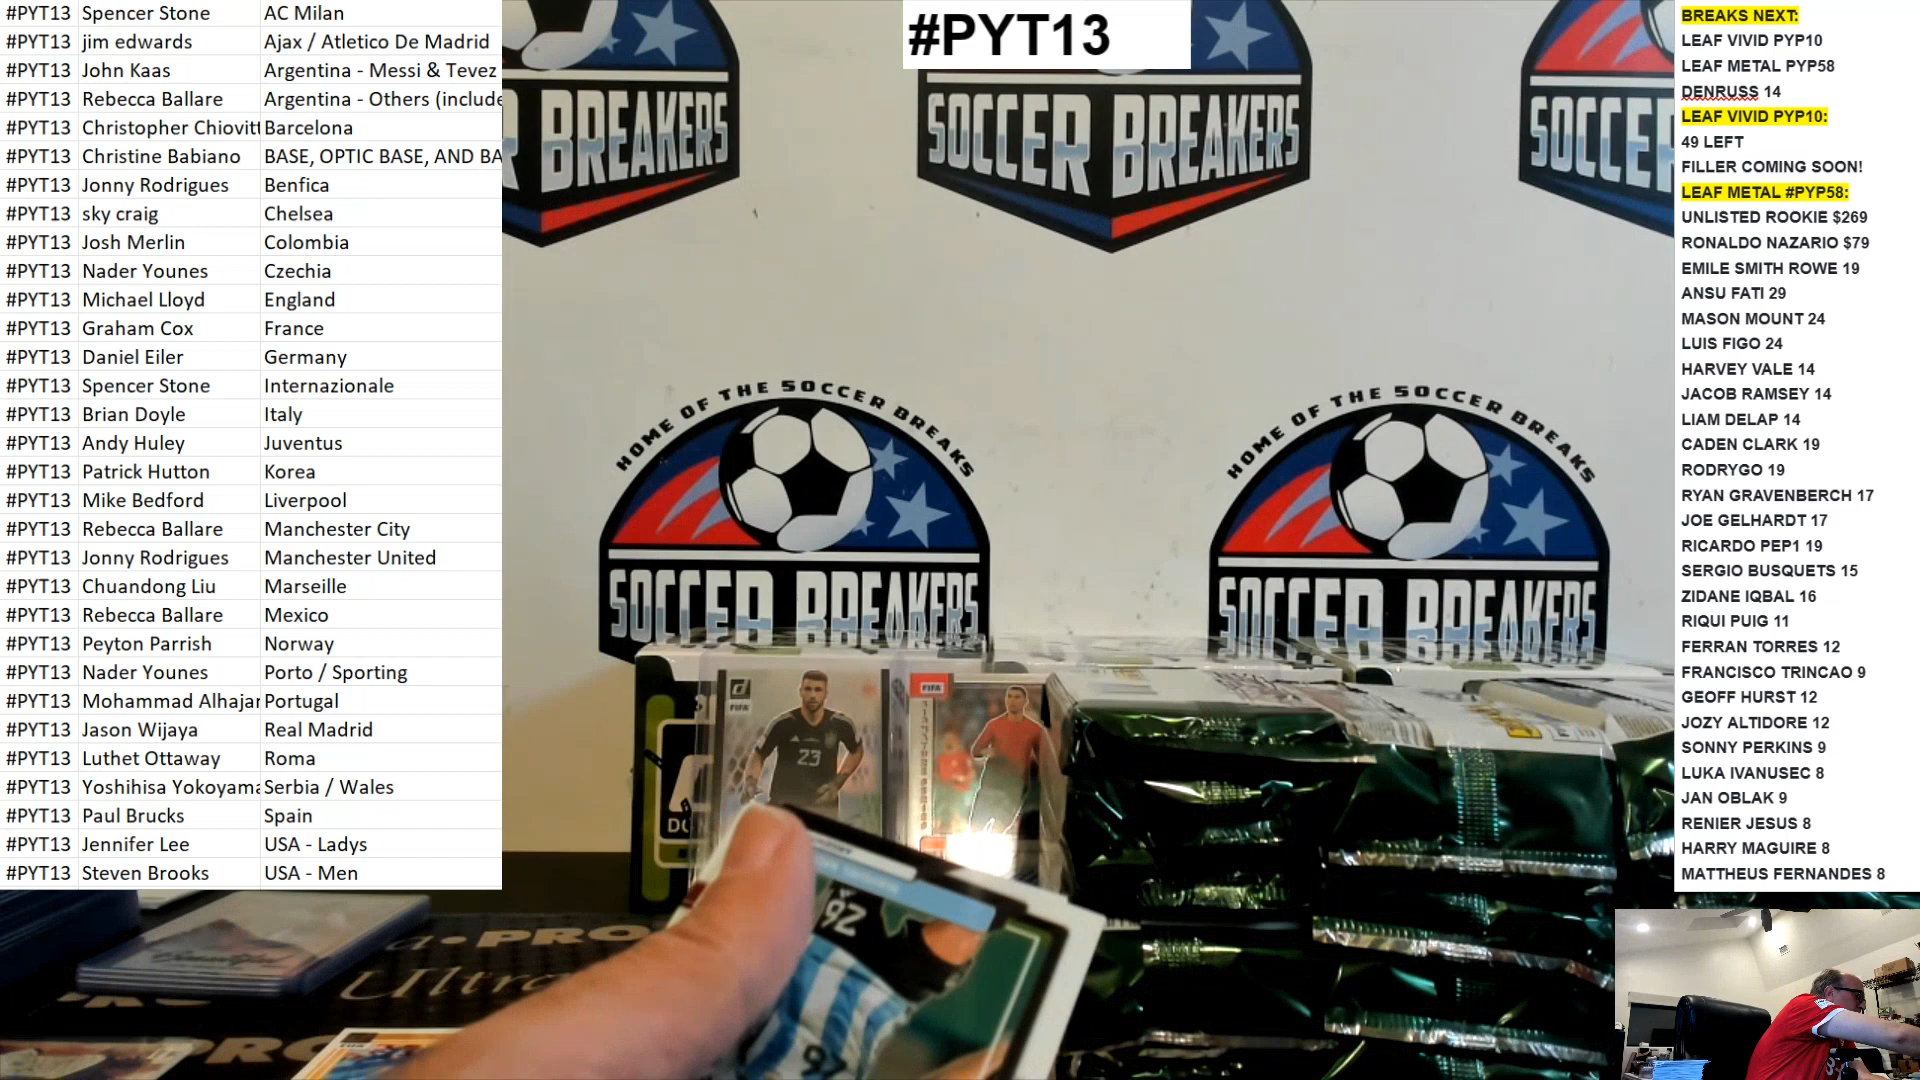 #PYT13 Spencer Stone AC Milan
#PYT13 jim edwards Ajax / Atletico De Madrid
#PYT13 John Kaas Argentina - Messi & Tevez
#PYT13 Rebecca Ballare Argentina - Others (include
#PYT13 Christopher Chiovitt Barcelona
#PYT13 Christine Babiano BASE, OPTIC BASE, AND BA
#PYT13 Jonny Rodrigues Benfica
#PYT13 sky craig Chelsea
#PYT13 Josh Merlin Colombia
#PYT13 Nader Younes Czechia
#PYT13 Michael Lloyd England
#PYT13 Graham Cox France
#PYT13 Daniel Eiler Germany
#PYT13 Spencer Stone Internazionale
#PYT13 Brian Doyle Italy
#PYT13 Andy Huley Juventus
#PYT13 Patrick Hutton Korea
#PYT13 Mike Bedford Liverpool
#PYT13 Rebecca Ballare Manchester City
#PYT13 Jonny Rodrigues Manchester United
#PYT13 Chuandong Liu Marseille
#PYT13 Rebecca Ballare Mexico
#PYT13 Peyton Parrish Norway
#PYT13 Nader Younes Porto / Sporting
#PYT13 Mohammad Alhajar Portugal
#PYT13 Jason Wijaya Real Madrid
#PYT13 Luthet Ottaway Roma
#PYT13 Yoshihisa Yokoyama Serbia / Wales
#PYT13 Paul Brucks Spain
#PYT13 Jennifer Lee USA - Ladys
#PYT13 Steven Brooks USA - Men
#PYT13
R BREAKERS
SOCCER BREAKERS
SOCCE
HOME OF THE SOCCER BREAKS
SOCCER BREAKERS
HOME OF THE SOCCER BREAKS
SOCCER BREAKERS
FIFA
23
FIFA
DO
26
a•PRO
Ultra
PRO
BREAKS NEXT:
LEAF VIVID PYP10
LEAF METAL PYP58
DENRUSS 14
LEAF VIVID PYP10:
49 LEFT
FILLER COMING SOON!
LEAF METAL #PYP58:
UNLISTED ROOKIE $269
RONALDO NAZARIO $79
EMILE SMITH ROWE 19
ANSU FATI 29
MASON MOUNT 24
LUIS FIGO 24
HARVEY VALE 14
JACOB RAMSEY 14
LIAM DELAP 14
CADEN CLARK 19
RODRYGO 19
RYAN GRAVENBERCH 17
JOE GELHARDT 17
RICARDO PEP1 19
SERGIO BUSQUETS 15
ZIDANE IQBAL 16
RIQUI PUIG 11
FERRAN TORRES 12
FRANCISCO TRINCAO 9
GEOFF HURST 12
JOZY ALTIDORE 12
SONNY PERKINS 9
LUKA IVANUSEC 8
JAN OBLAK 9
RENIER JESUS 8
HARRY MAGUIRE 8
MATTHEUS FERNANDES 8